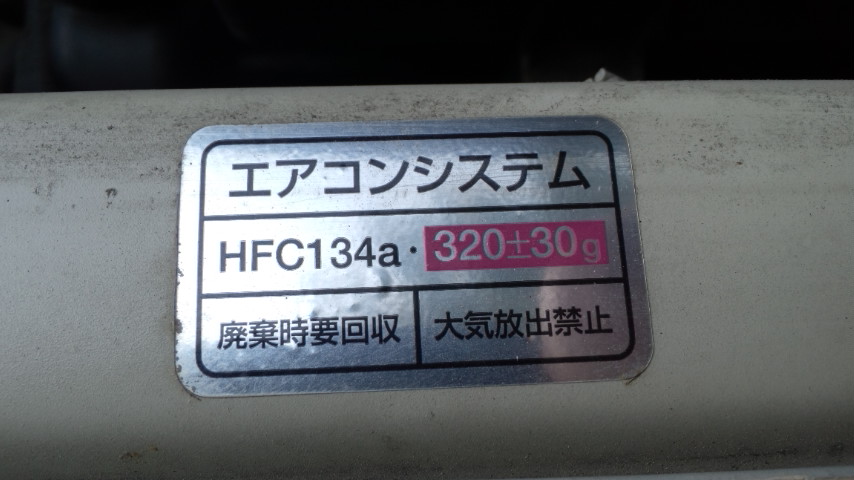 エアコンシステム
HFC134a・320±30g
廃棄時要回収 大気放出禁止